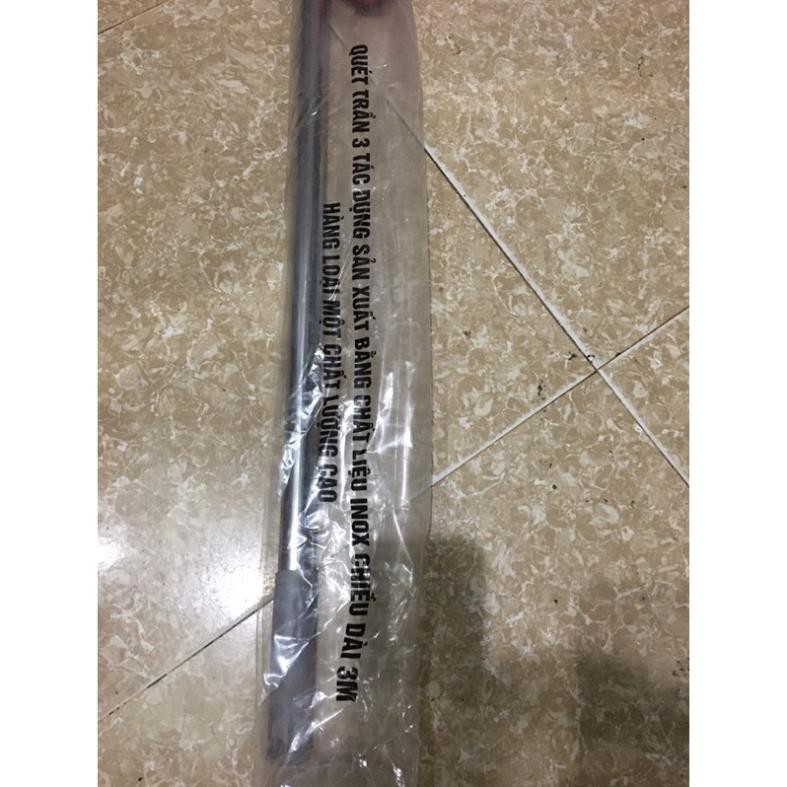 QUÉT TRẦN 3 TÁC DỤNG SẢN XUẤT BẰNG CHẤT LIỆU INOX CHIỀU DÀI 3M
HÀNG LOẠI MỘT CHẤT LƯỢNG CAO